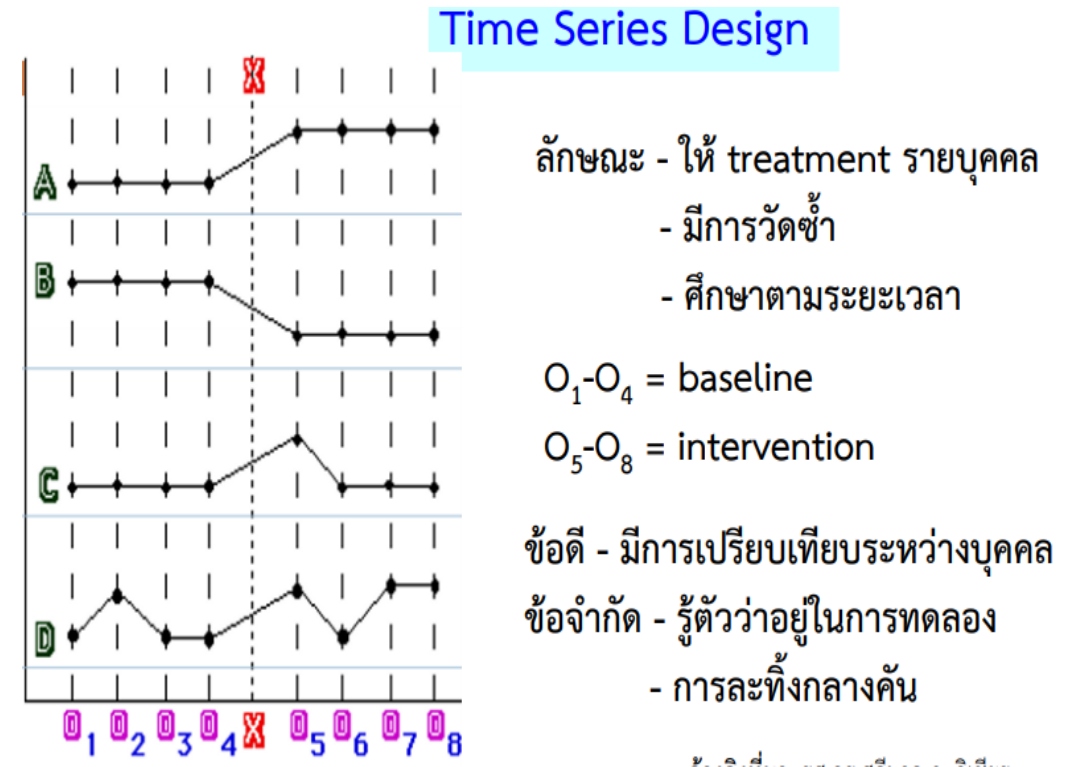 Time Series Design
X
A
B
C
D
O1 O2 O3 O4 X O5 O6 O7 O8
ลักษณะ - ให้ treatment รายบุคคล
- มีการวัดซ้ำ
- ศึกษาตามระยะเวลา
O1-O4 = baseline
O5-O8 = intervention
ข้อดี - มีการเปรียบเทียบระหว่างบุคคล
ข้อจำกัด - รู้ตัวว่าอยู่ในการทดลอง
- การละทิ้งกลางคัน